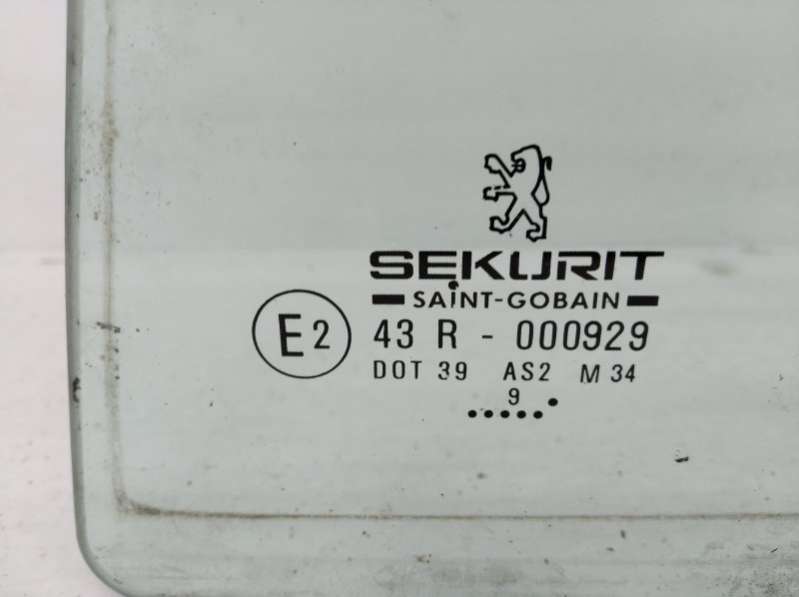 SEKURIT
SAINT-GOBAIN
E2 43 R - 000929
DOT 39 AS2 M 34
9